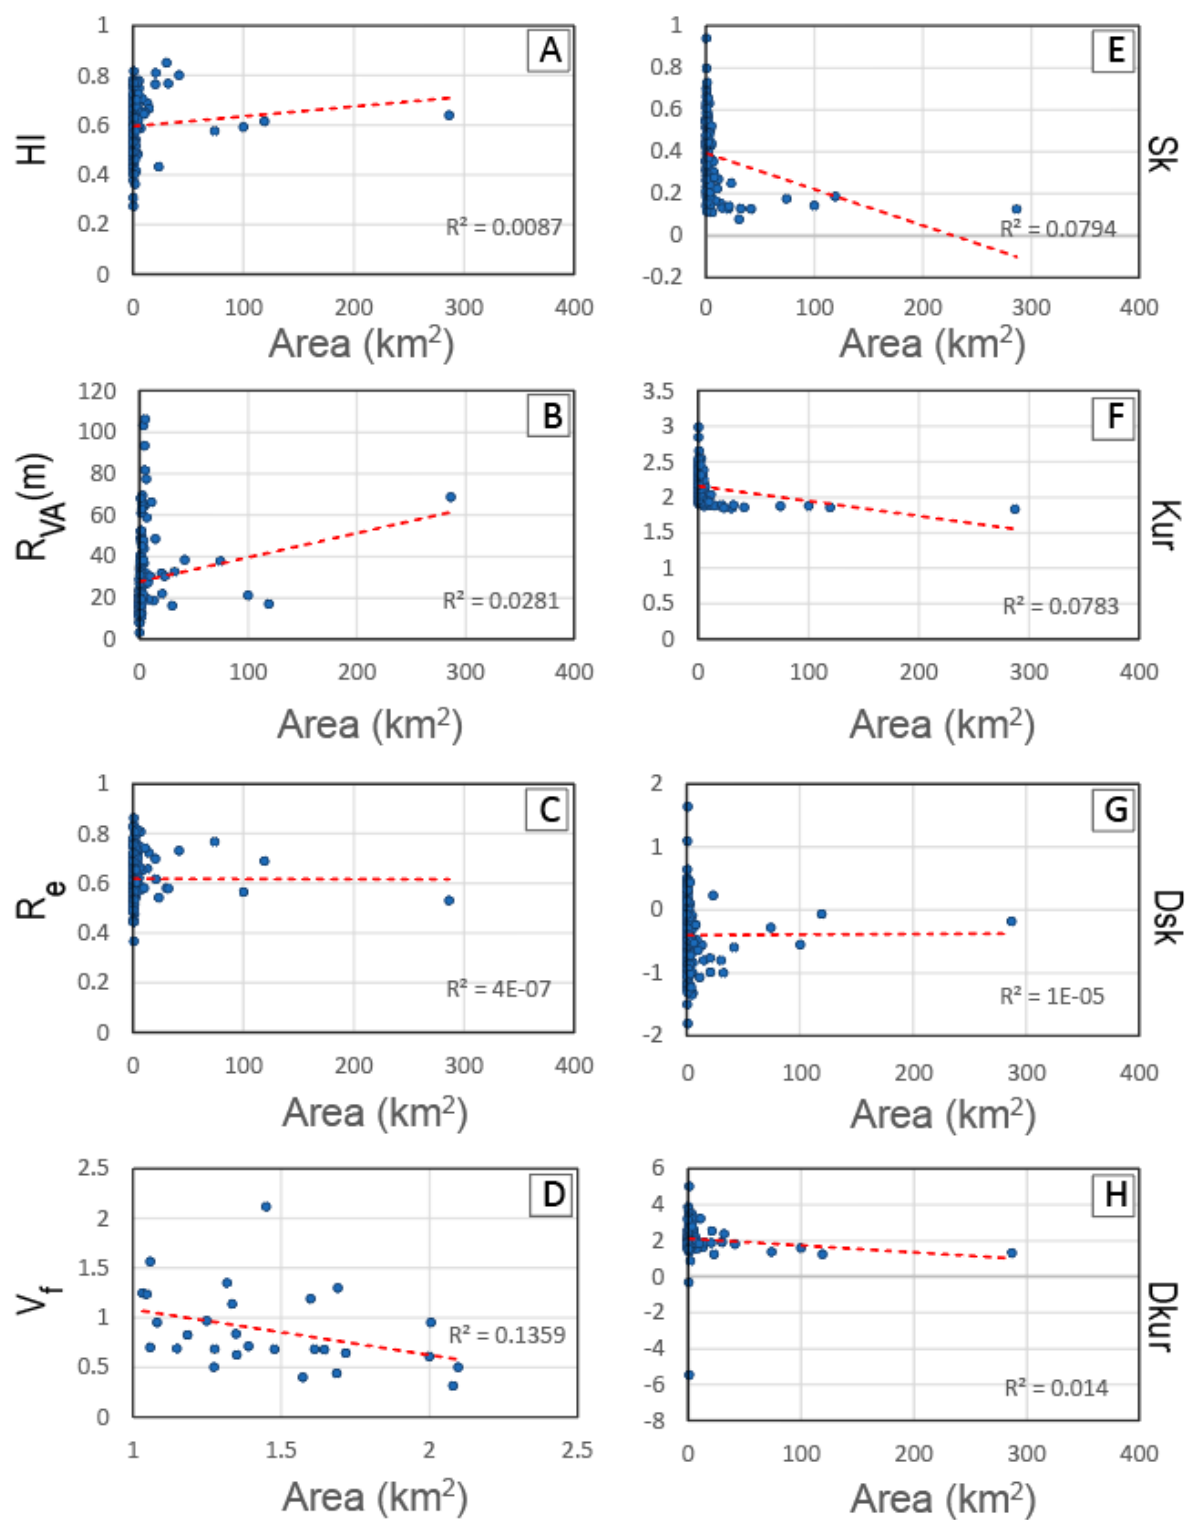 1
0.8
0.6
0.4
0.2
0
HI
A
R² = 0.0087
0 100 200 300 400
Area (km²)
1
0.8
0.6
0.4
0.2
0
-0.2
Sk
E
R² = 0.0794
0 100 200 300 400
Area (km²)
120
100
80
60
40
20
0
R_VA(m)
B
R² = 0.0281
0 100 200 300 400
Area (km²)
3.5
3
2.5
2
1.5
1
0.5
0
Kur
F
R² = 0.0783
0 100 200 300 400
Area (km²)
1
0.8
0.6
0.4
0.2
0
R_e
C
R² = 4E-07
0 100 200 300 400
Area (km²)
2
1
0
-1
-2
Dsk
G
R² = 1E-05
0 100 200 300 400
Area (km²)
2.5
2
1.5
1
0.5
0
V_f
D
R² = 0.1359
1 1.5 2 2.5
Area (km²)
6
4
2
0
-2
-4
-6
-8
Dkur
H
R² = 0.014
0 100 200 300 400
Area (km²)